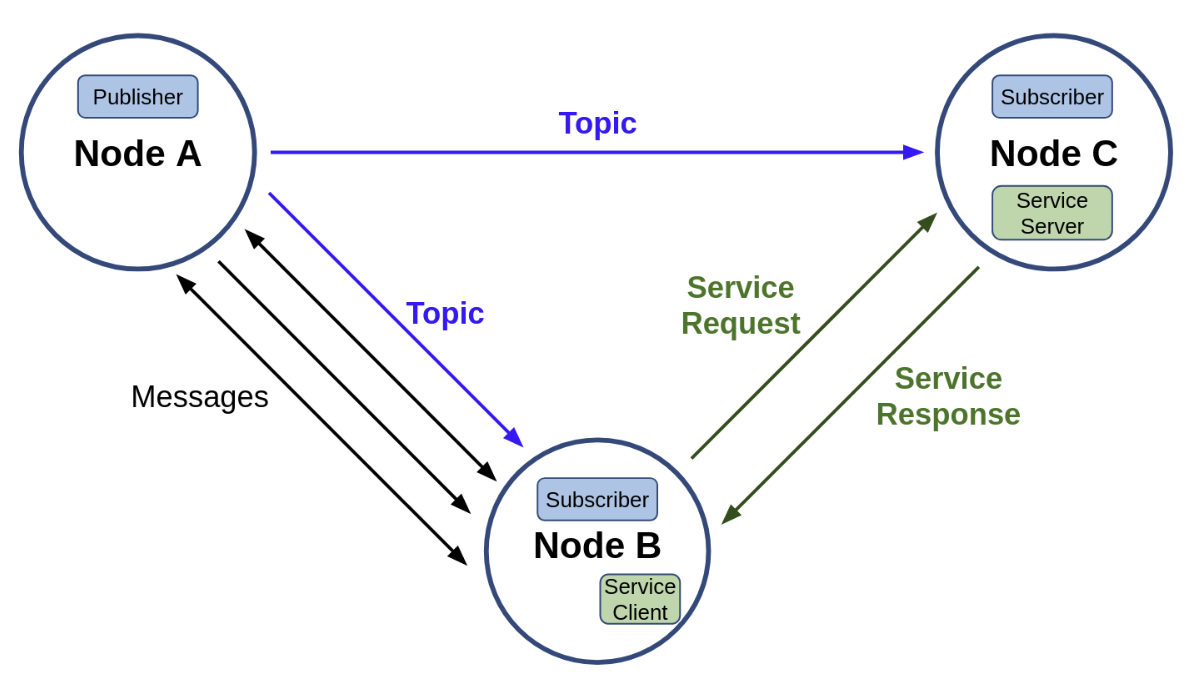 Publisher
Node A
Topic
Subscriber
Node C
Service
Server
Topic
Service
Request
Messages
Service
Response
Subscriber
Node B
Service
Client